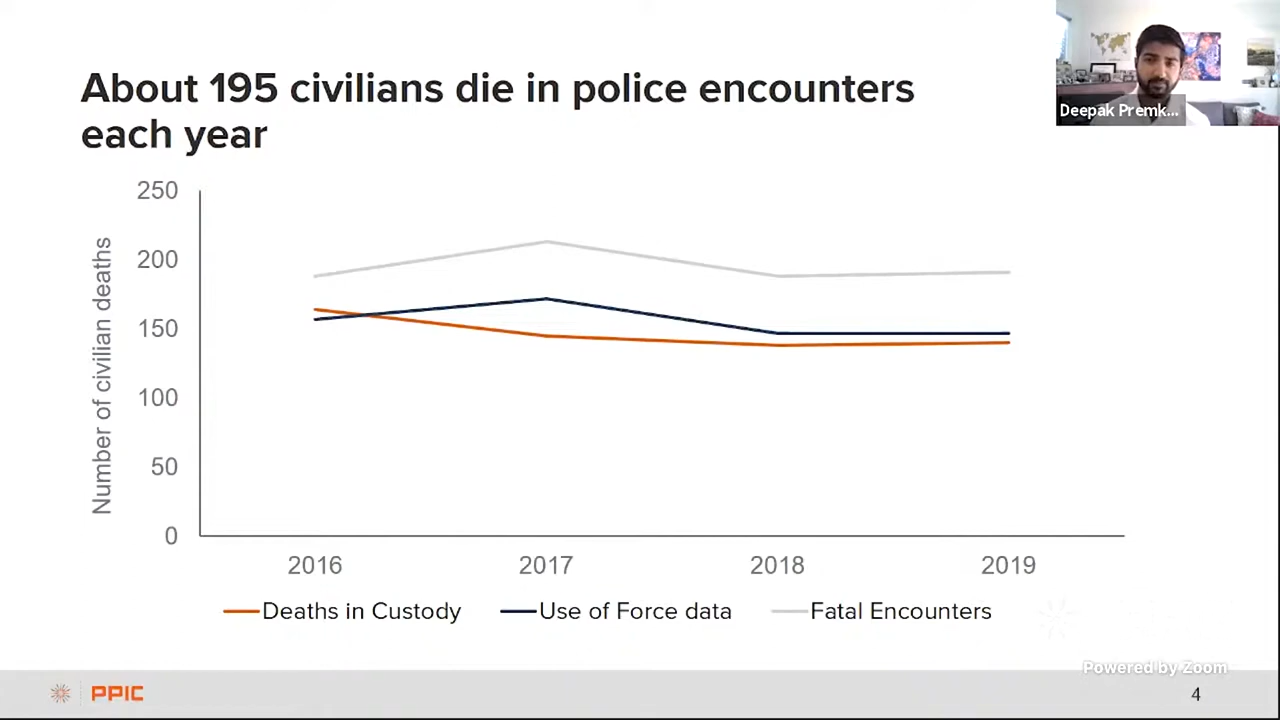 About 195 civilians die in police encounters
each year
Deepak Premk...
Number of civilian deaths
250
200
150
100
50
0
2016 2017 2018 2019
Deaths in Custody Use of Force data Fatal Encounters
Powered by Zoom
PPIC
4